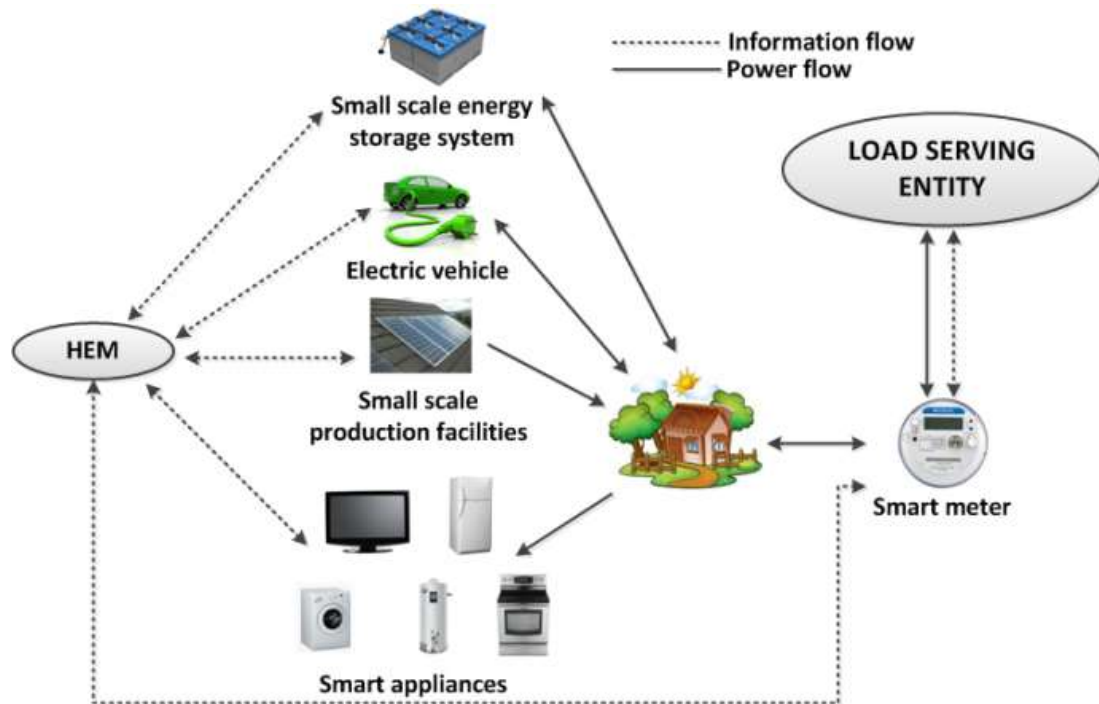 Information flow
Power flow
Small scale energy
storage system
LOAD SERVING
ENTITY
Electric vehicle
HEM
Small scale
production facilities
Smart meter
Smart appliances